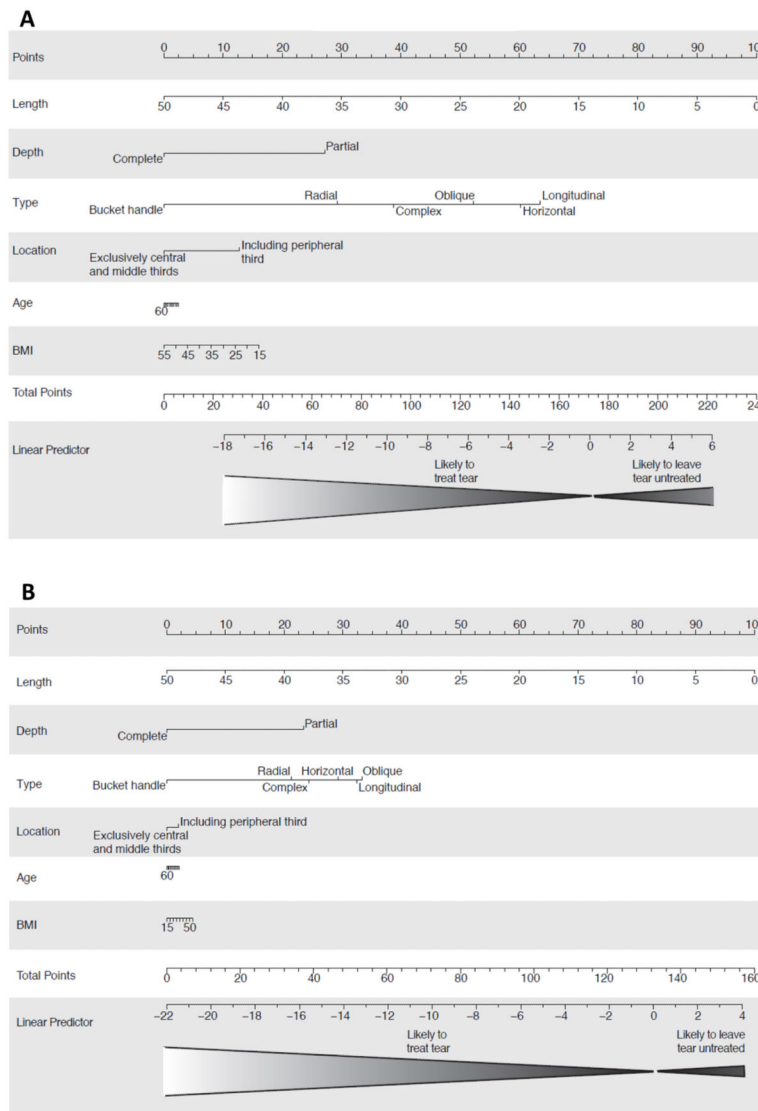 A
Points
0 10 20 30 40 50 60 70 80 90 10
Length
50 45 40 35 30 25 20 15 10 5 0
Depth
Partial
Complete
Type
Radial Oblique Longitudinal
Bucket handle Complex Horizontal
Location
Including peripheral
third
Exclusively central
and middle thirds
Age
60
BMI
55 45 35 25 15
Total Points
0 20 40 60 80 100 120 140 160 180 200 220 24
Linear Predictor
−18 −16 −14 −12 −10 −8 −6 −4 −2 0 2 4 6
Likely to
treat tear
Likely to leave
tear untreated
B
Points
0 10 20 30 40 50 60 70 80 90 10
Length
50 45 40 35 30 25 20 15 10 5 0
Depth
Partial
Complete
Type
Radial Horizontal Oblique
Bucket handle Complex Longitudinal
Location
Including peripheral third
Exclusively central
and middle thirds
Age
60
BMI
15 50
Total Points
0 20 40 60 80 100 120 140 160
Linear Predictor
−22 −20 −18 −16 −14 −12 −10 −8 −6 −4 −2 0 2 4
Likely to
treat tear
Likely to leave
tear untreated